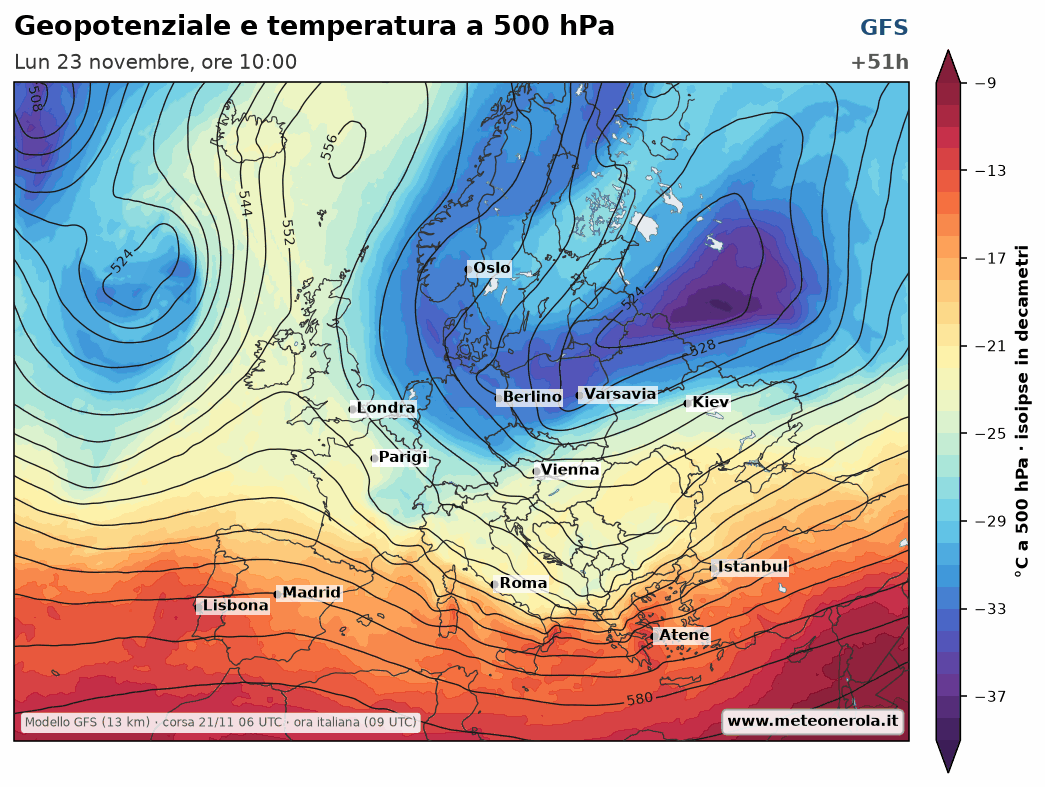 Geopotenziale e temperatura a 500 hPa
GFS
Lun 23 novembre, ore 10:00
+51h
508
556
544
552
524
524
528
580
Oslo
Berlino
Varsavia
Kiev
Londra
Parigi
Vienna
Roma
Istanbul
Madrid
Lisbona
Atene
−9
−13
−17
−21
−25
−29
−33
−37
°C a 500 hPa · isoipse in decametri
Modello GFS (13 km) · corsa 21/11 06 UTC · ora italiana (09 UTC)
www.meteonerola.it